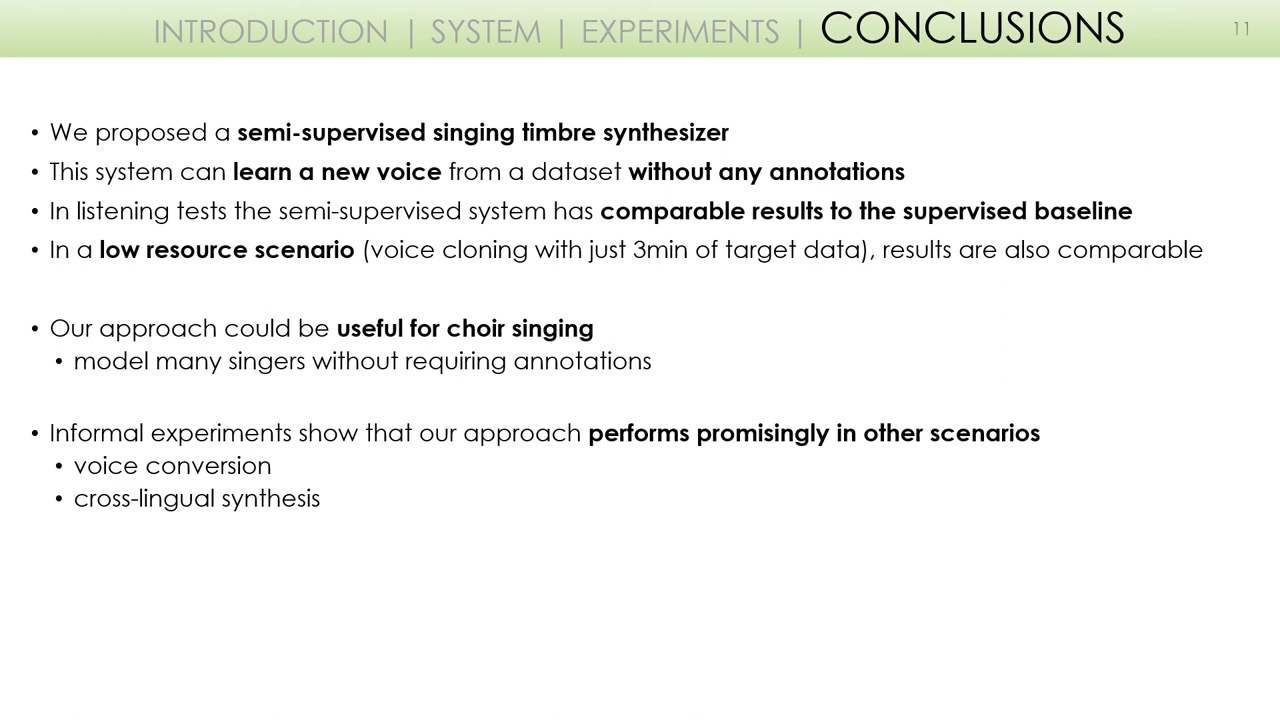 INTRODUCTION | SYSTEM | EXPERIMENTS | CONCLUSIONS 11
• We proposed a semi-supervised singing timbre synthesizer
• This system can learn a new voice from a dataset without any annotations
• In listening tests the semi-supervised system has comparable results to the supervised baseline
• In a low resource scenario (voice cloning with just 3min of target data), results are also comparable
• Our approach could be useful for choir singing
• model many singers without requiring annotations
• Informal experiments show that our approach performs promisingly in other scenarios
• voice conversion
• cross-lingual synthesis